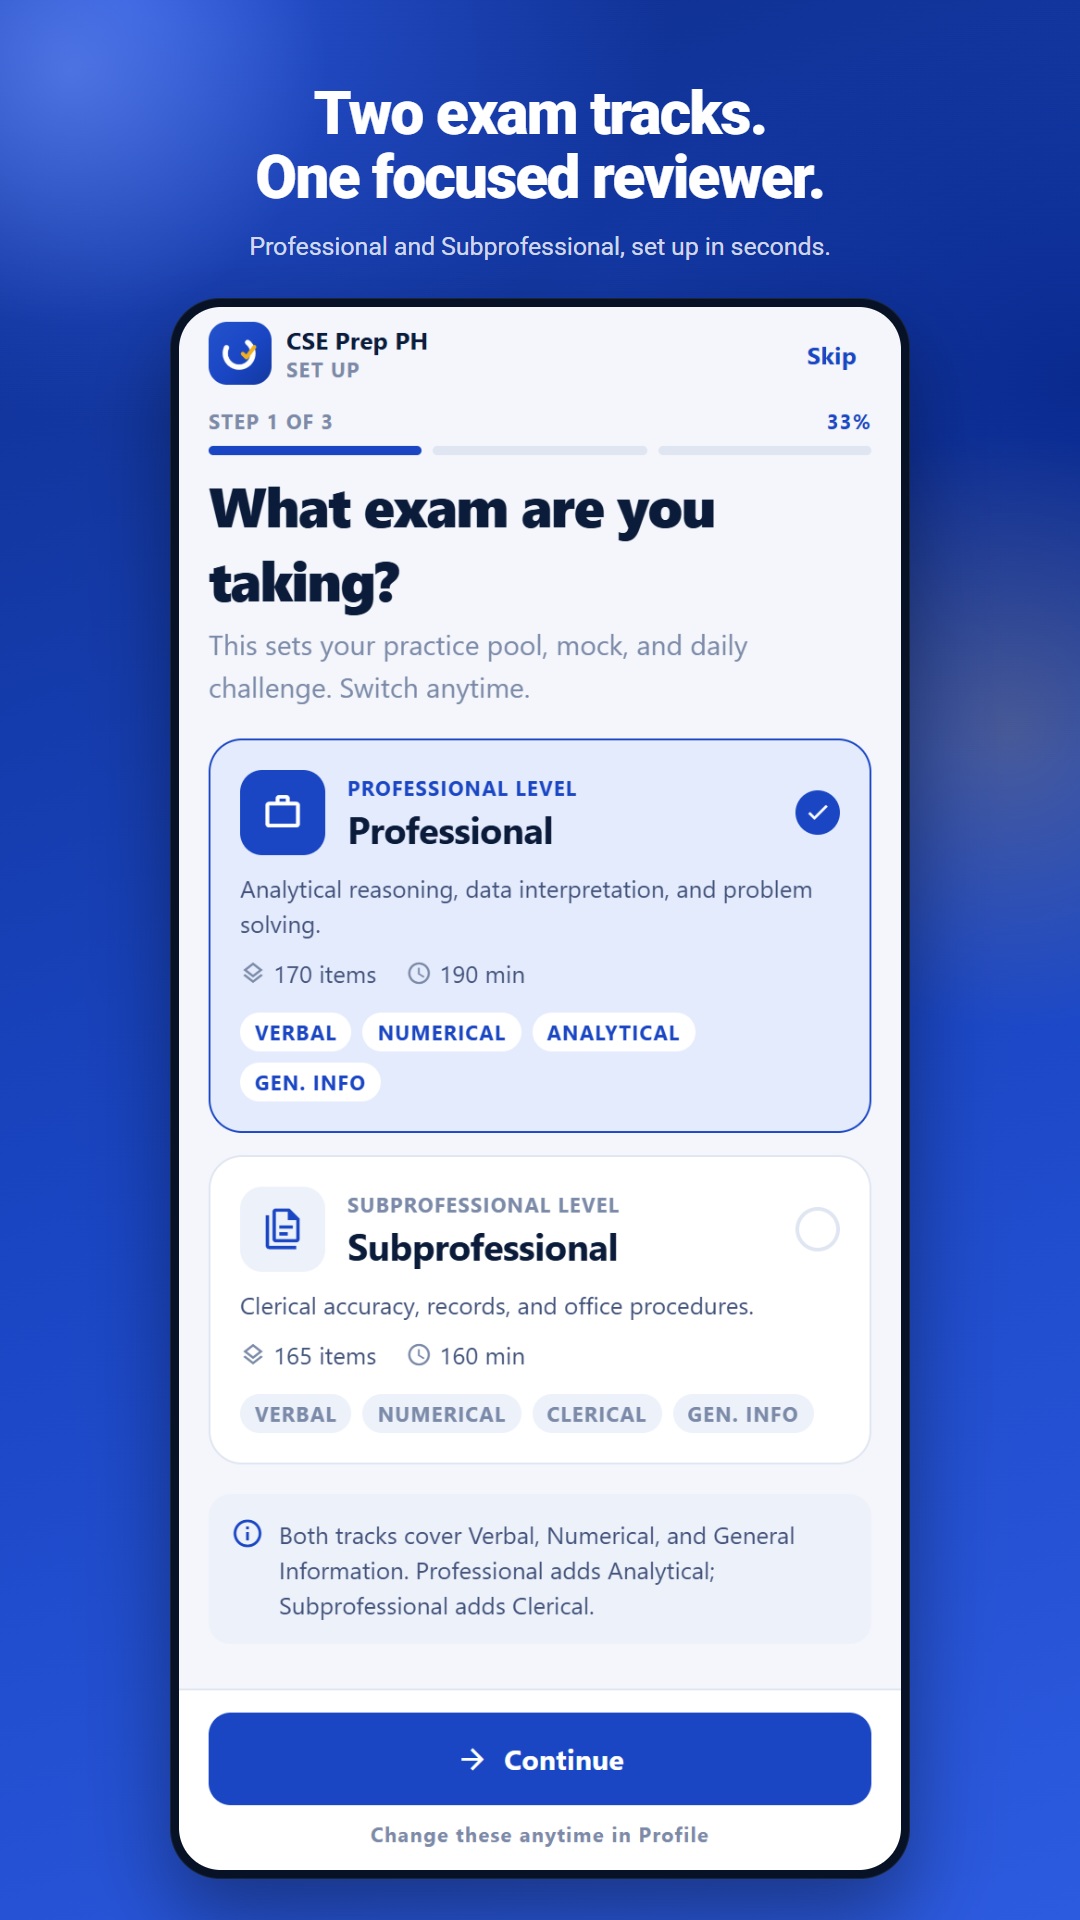 Two exam tracks.
One focused reviewer.
Professional and Subprofessional, set up in seconds.
CSE Prep PH
SET UP
Skip
STEP 1 OF 3
33%
What exam are you
taking?
This sets your practice pool, mock, and daily
challenge. Switch anytime.
PROFESSIONAL LEVEL
Professional
Analytical reasoning, data interpretation, and problem
solving.
170 items 190 min
VERBAL NUMERICAL ANALYTICAL
GEN. INFO
SUBPROFESSIONAL LEVEL
Subprofessional
Clerical accuracy, records, and office procedures.
165 items 160 min
VERBAL NUMERICAL CLERICAL GEN. INFO
Both tracks cover Verbal, Numerical, and General
Information. Professional adds Analytical;
Subprofessional adds Clerical.
Continue
Change these anytime in Profile